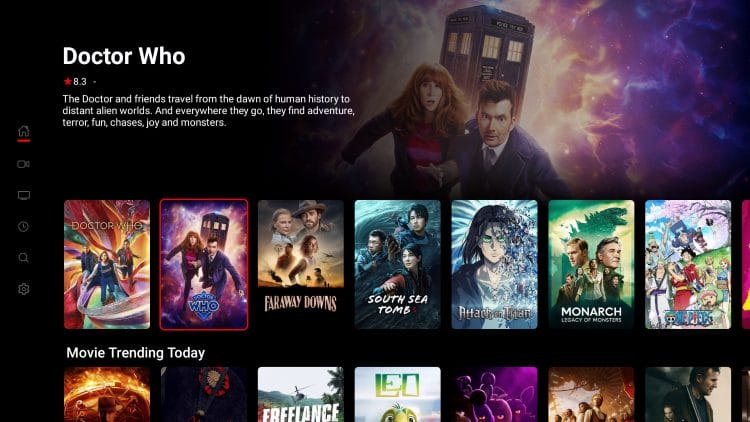 Doctor Who
8.3 -
The Doctor and friends travel from the dawn of human history to
distant alien worlds. And everywhere they go, they find adventure,
terror, fun, chases, joy and monsters.
DOCTOR WHO
DOCTOR
WHO
FARAWAY DOWNS
SOUTH SEA
TOMB
Attack on Titan
MONARCH
LEGACY OF MONSTERS
ONE PIECE
Movie Trending Today
FREELANCE
LEO